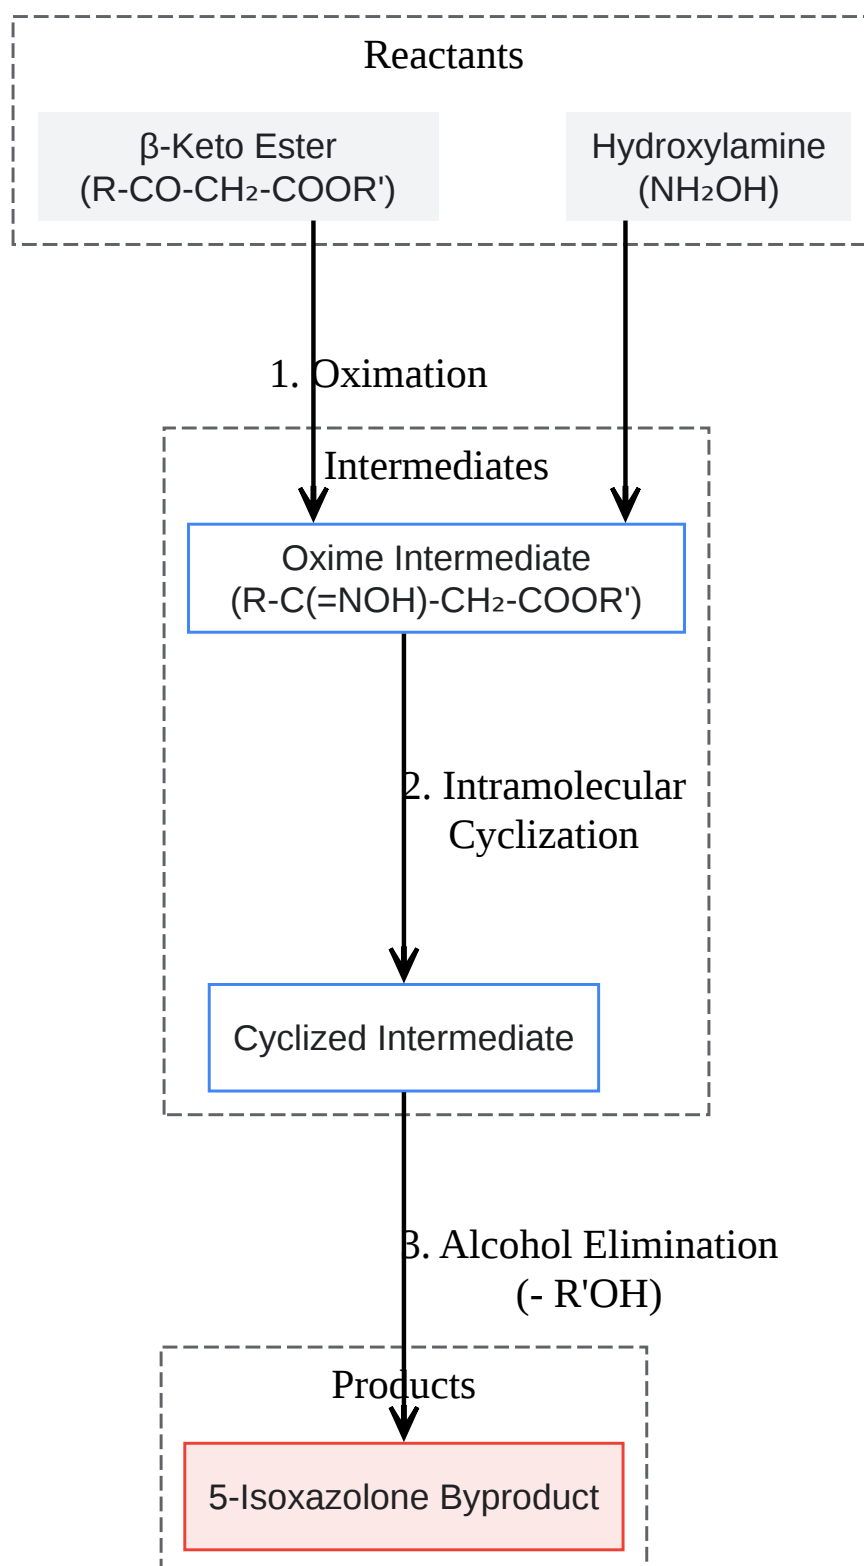 Reactants
β-Keto Ester
(R-CO-CH₂-COOR')
Hydroxylamine
(NH₂OH)
1. Oximation
Intermediates
Oxime Intermediate
(R-C(=NOH)-CH₂-COOR')
2. Intramolecular
Cyclization
Cyclized Intermediate
3. Alcohol Elimination
(- R'OH)
Products
5-Isoxazolone Byproduct